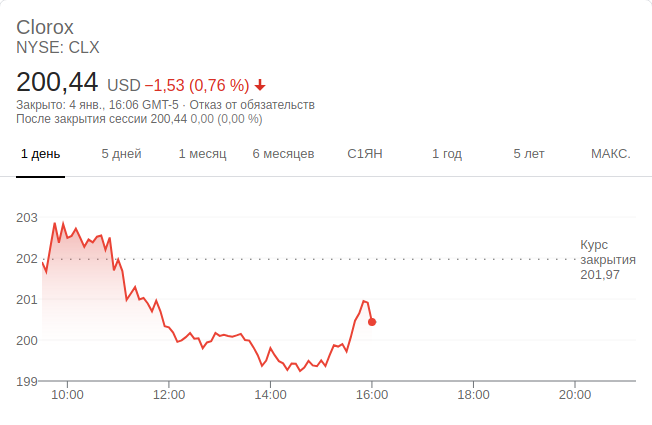 Clorox
NYSE: CLX
200,44 USD −1,53 (0,76 %)
Закрыто: 4 янв., 16:06 GMT-5 · Отказ от обязательств
После закрытия сессии 200,44 0,00 (0,00 %)
1 день 5 дней 1 месяц 6 месяцев С1ЯН 1 год 5 лет МАКС.
203
202
201
200
199
Курс
закрытия
201,97
10:00 12:00 14:00 16:00 18:00 20:00